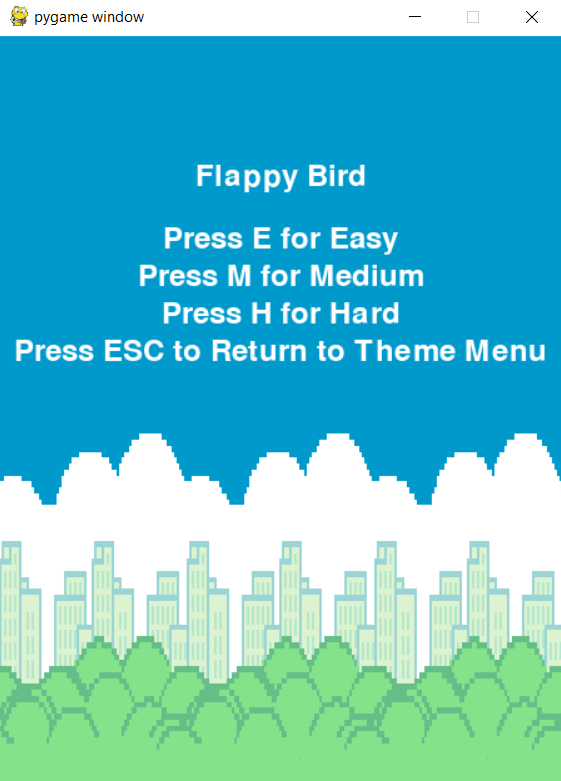 pygame window
Flappy Bird
Press E for Easy
Press M for Medium
Press H for Hard
Press ESC to Return to Theme Menu